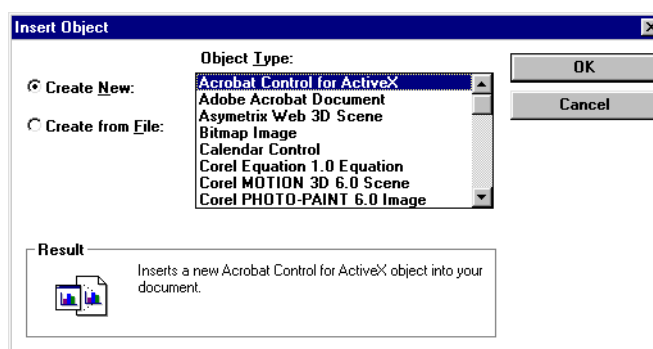 Insert Object
Object Type:
Create New:
Create from File:
Acrobat Control for ActiveX
Adobe Acrobat Document
Asymetrix Web 3D Scene
Bitmap Image
Calendar Control
Corel Equation 1.0 Equation
Corel MOTION 3D 6.0 Scene
Corel PHOTO-PAINT 6.0 Image
OK
Cancel
Result
Inserts a new Acrobat Control for ActiveX object into your
document.